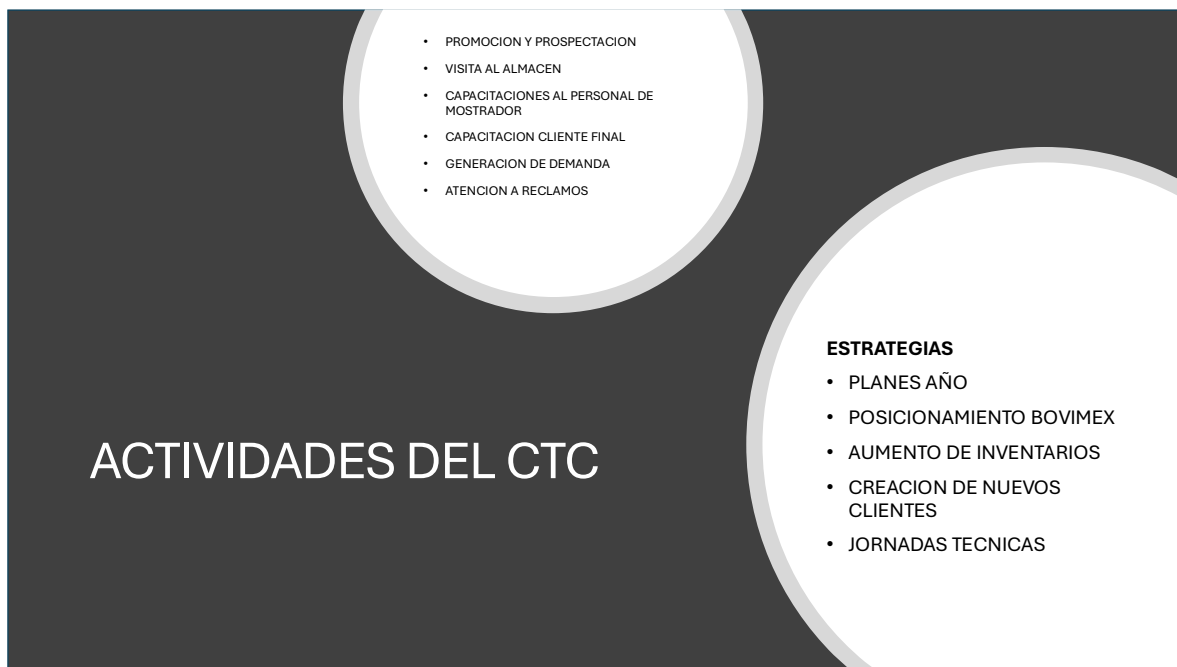 • PROMOCION Y PROSPECTACION
• VISITA AL ALMACEN
• CAPACITACIONES AL PERSONAL DE
MOSTRADOR
• CAPACITACION CLIENTE FINAL
• GENERACION DE DEMANDA
• ATENCION A RECLAMOS
ACTIVIDADES DEL CTC
ESTRATEGIAS
• PLANES AÑO
• POSICIONAMIENTO BOVIMEX
• AUMENTO DE INVENTARIOS
• CREACION DE NUEVOS
CLIENTES
• JORNADAS TECNICAS